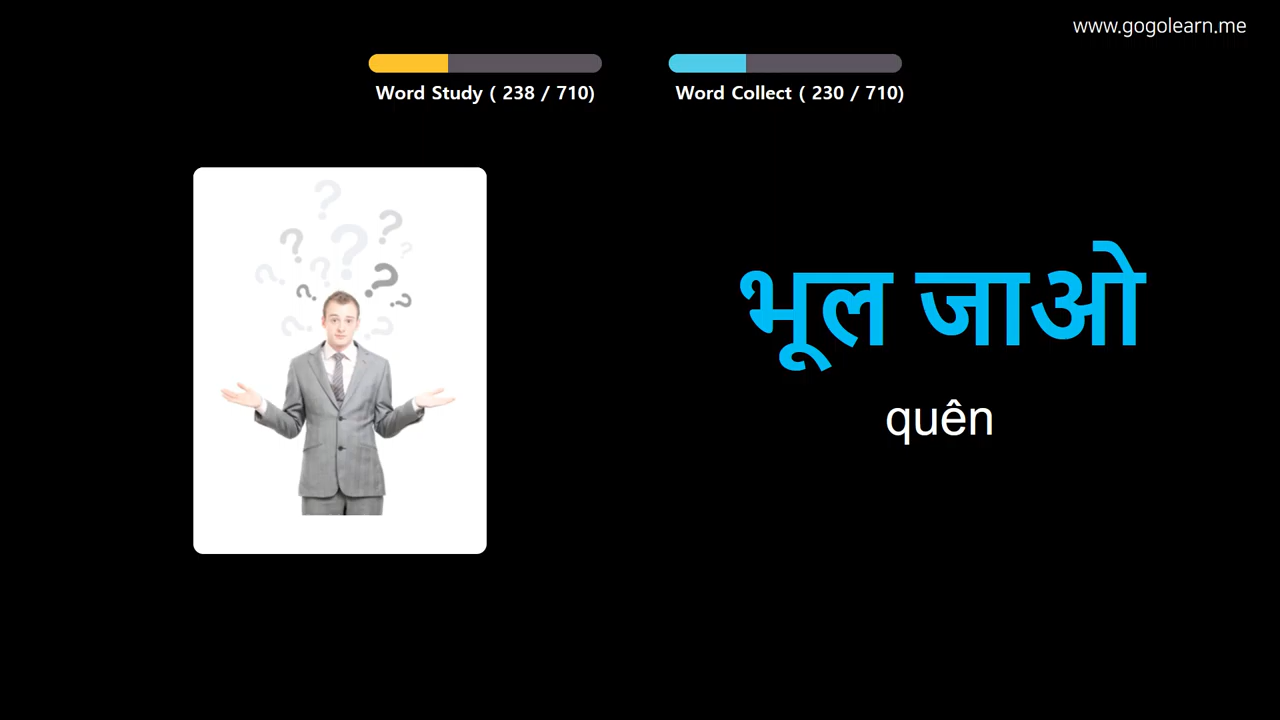 www.gogolearn.me
Word Study ( 238 / 710)
Word Collect ( 230 / 710)
भूल जाओ
quên